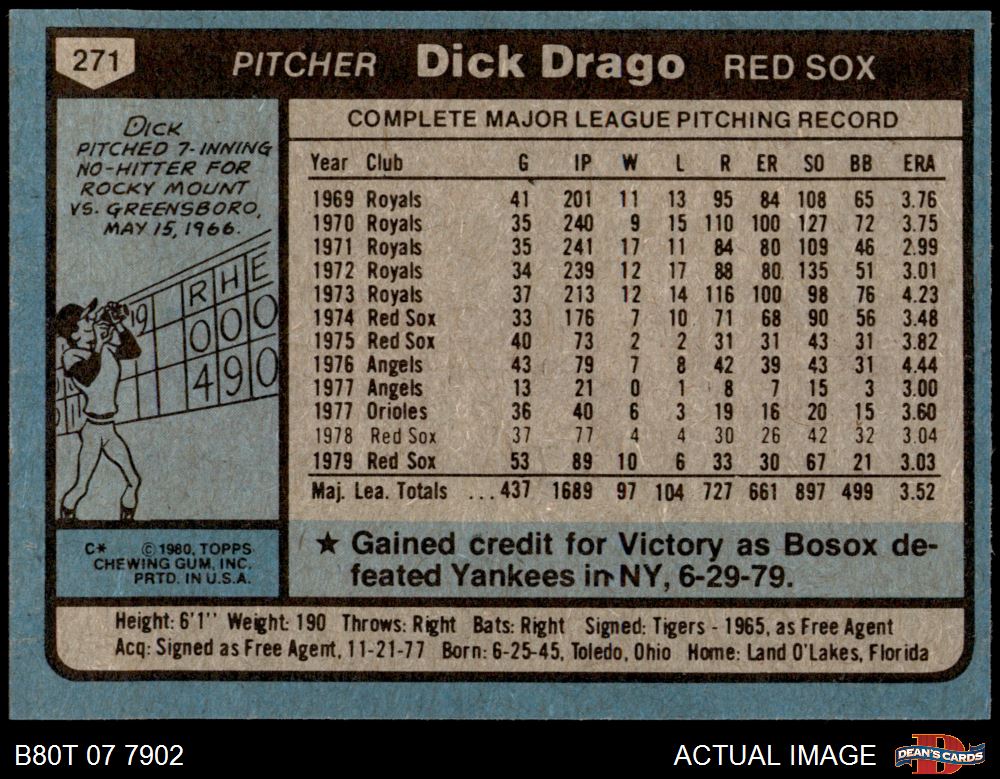 271 PITCHER Dick Drago RED SOX
DICK
PITCHED 7-INNING
NO-HITTER FOR
ROCKY MOUNT
VS. GREENSBORO,
MAY 15, 1966.
9 R H E
0 0 0
4 9 0
C* ©1980, TOPPS
CHEWING GUM, INC.
PRTD. IN U.S.A.
COMPLETE MAJOR LEAGUE PITCHING RECORD
Year Club G IP W L R ER SO BB ERA
1969 Royals 41 201 11 13 95 84 108 65 3.76
1970 Royals 35 240 9 15 110 100 127 72 3.75
1971 Royals 35 241 17 11 84 80 109 46 2.99
1972 Royals 34 239 12 17 88 80 135 51 3.01
1973 Royals 37 213 12 14 116 100 98 76 4.23
1974 Red Sox 33 176 7 10 71 68 90 56 3.48
1975 Red Sox 40 73 2 2 31 31 43 31 3.82
1976 Angels 43 79 7 8 42 39 43 31 4.44
1977 Angels 13 21 0 1 8 7 15 3 3.00
1977 Orioles 36 40 6 3 19 16 20 15 3.60
1978 Red Sox 37 77 4 4 30 26 42 32 3.04
1979 Red Sox 53 89 10 6 33 30 67 21 3.03
Maj. Lea. Totals ...437 1689 97 104 727 661 897 499 3.52
★ Gained credit for Victory as Bosox de-
feated Yankees in NY, 6-29-79.
Height: 6'1'' Weight: 190 Throws: Right Bats: Right Signed: Tigers - 1965, as Free Agent
Acq: Signed as Free Agent, 11-21-77 Born: 6-25-45, Toledo, Ohio Home: Land O'Lakes, Florida
B80T 07 7902 ACTUAL IMAGE D DEAN'S CARDS